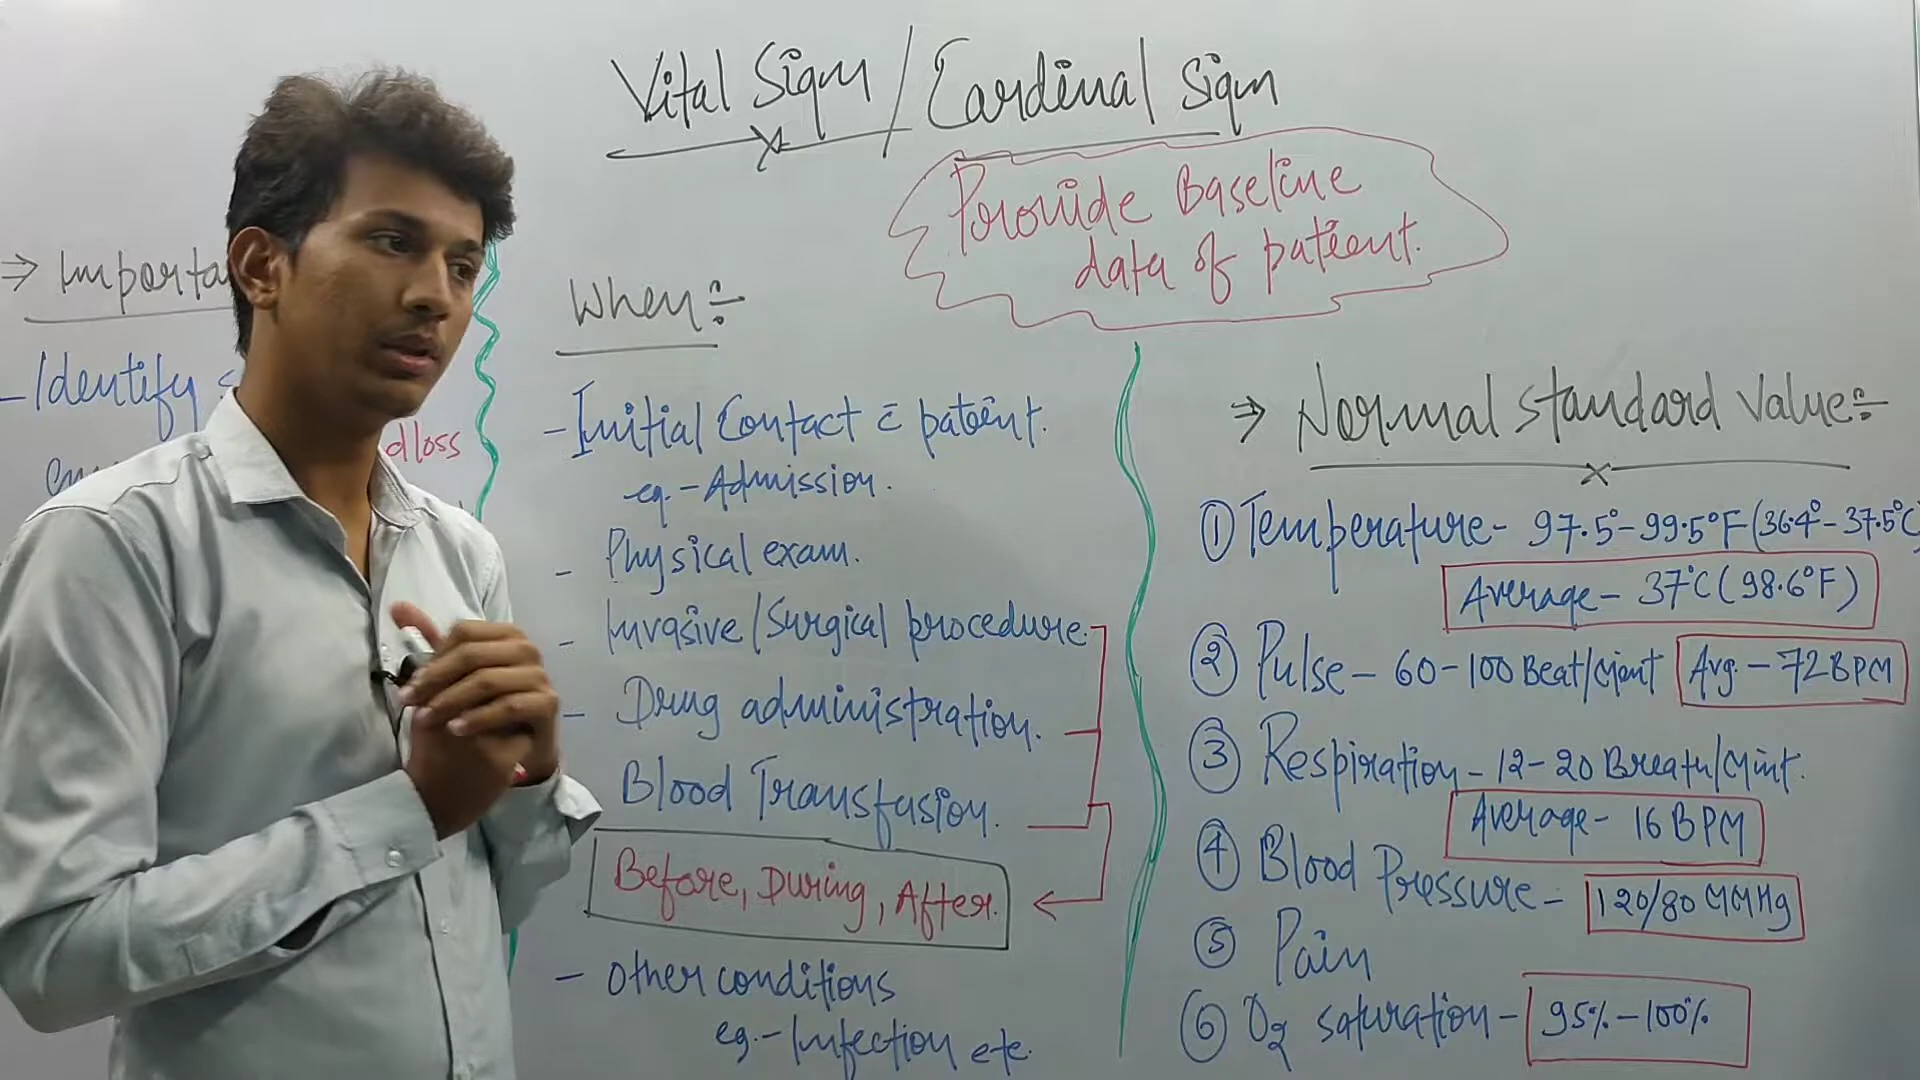 Vital Sign / Cardinal Sign
Provide Baseline
data of patient.
⇒ Importa
- Identify s
dloss
When:-
- Initial Contact c̄ patient.
eg. - Admission.
- Physical exam.
- Invasive/Surgical procedure.
- Drug administration.
Blood Transfusion.
Before, During, After.
- Other conditions
eg. - Infection etc.
⇒ Normal standard value:-
① Temperature - 97.5° - 99.5°F (36.4° - 37.5°C)
Average - 37°C (98.6°F)
② Pulse - 60-100 Beat/Mint Avg. - 72 BPM
③ Respiration - 12-20 Breath/Mint.
Average - 16 BPM
④ Blood Pressure - 120/80 MMHg
⑤ Pain
⑥ O2 saturation - 95% - 100%